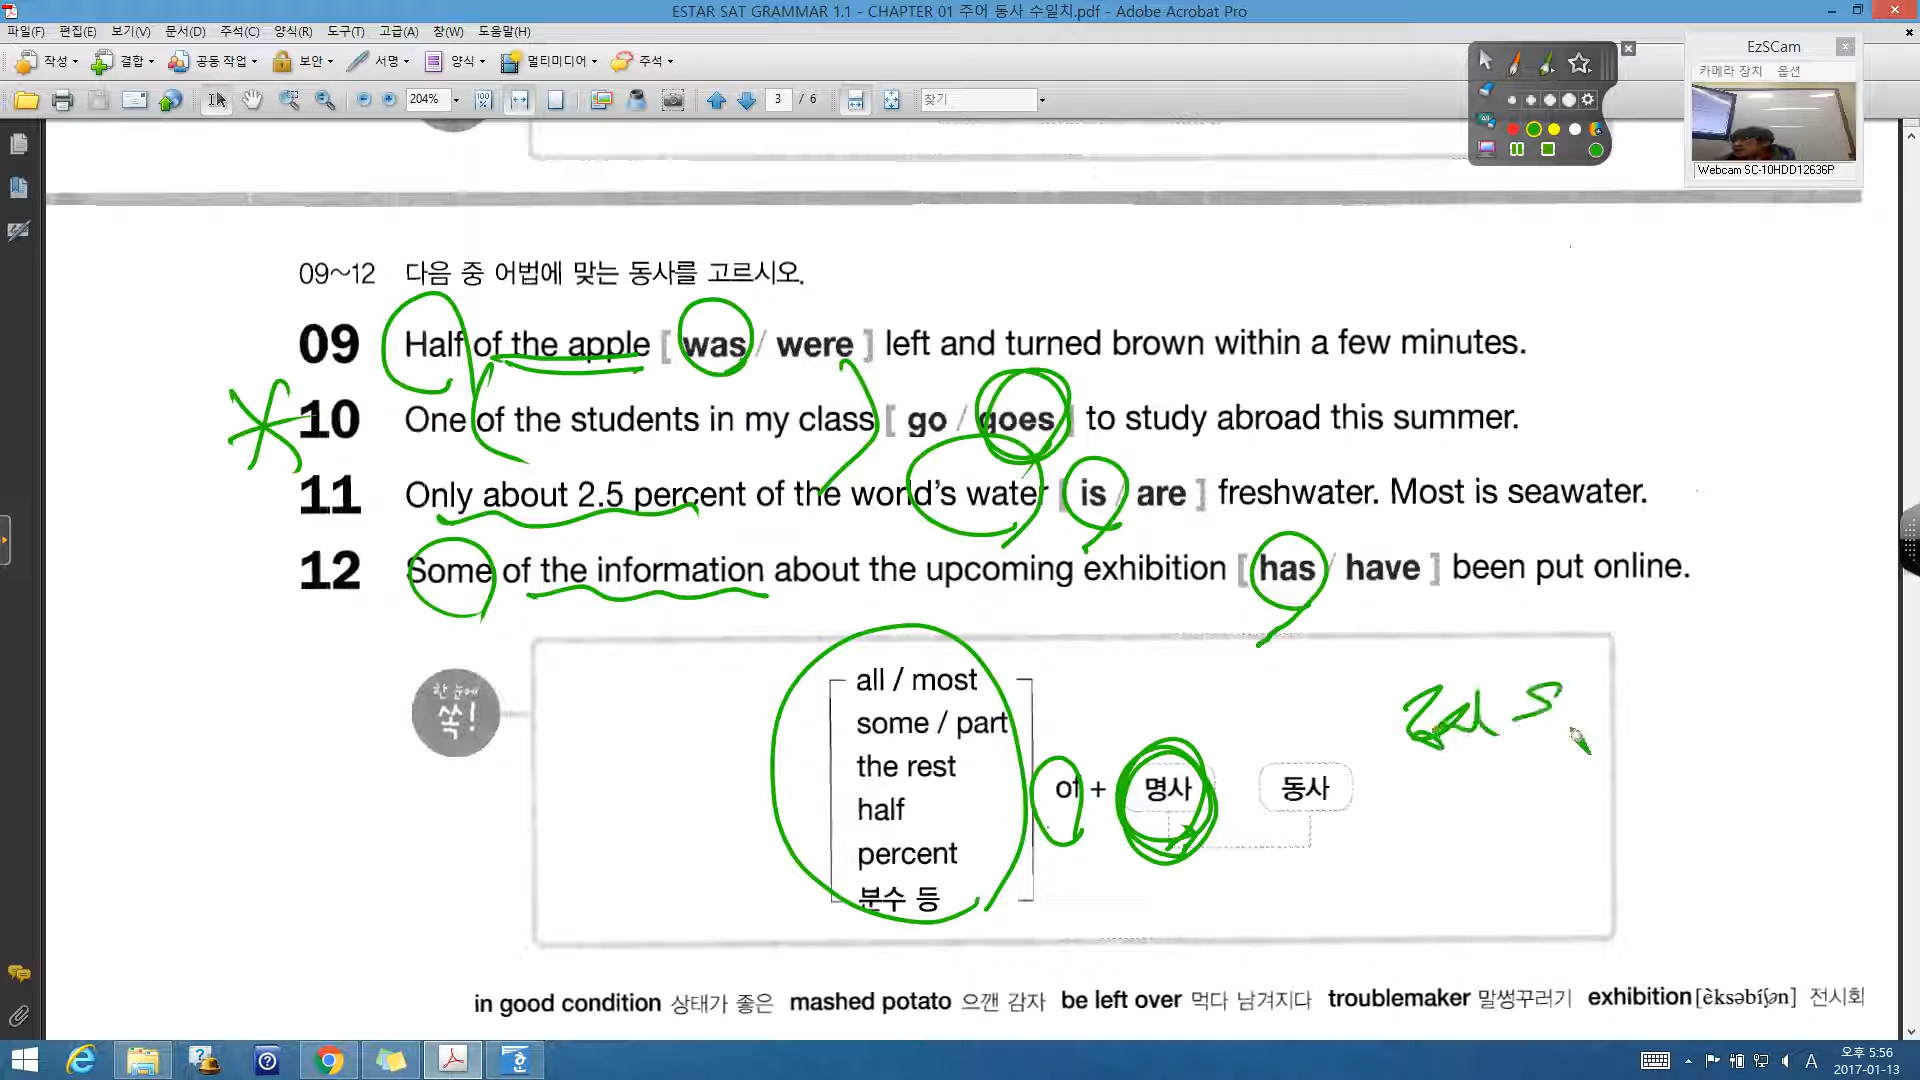 ESTAR SAT GRAMMAR 1.1 - CHAPTER 01 주어 동사 수일치.pdf - Adobe Acrobat Pro
파일(F) 편집(E) 보기(V) 문서(D) 주석(C) 양식(R) 도구(T) 고급(A) 창(W) 도움말(H)
작성 결합 공동 작업 보안 서명 양식 멀티미디어 주석
204% 3 / 6 찾기
EzSCam
카메라 장치 옵션
Webcam SC-10HDD12636P
09~12 다음 중 어법에 맞는 동사를 고르시오.
09 Half of the apple [ was / were ] left and turned brown within a few minutes.
10 One of the students in my class [ go / goes ] to study abroad this summer.
11 Only about 2.5 percent of the world's water [ is / are ] freshwater. Most is seawater.
12 Some of the information about the upcoming exhibition [ has / have ] been put online.
한 눈에
쏙!
all / most
some / part
the rest
half
percent
분수 등
of + 명사 동사
in good condition 상태가 좋은 mashed potato 으깬 감자 be left over 먹다 남겨지다 troublemaker 말썽꾸러기 exhibition[èksəbíʃən] 전시회
A
오후 5:56
2017-01-13